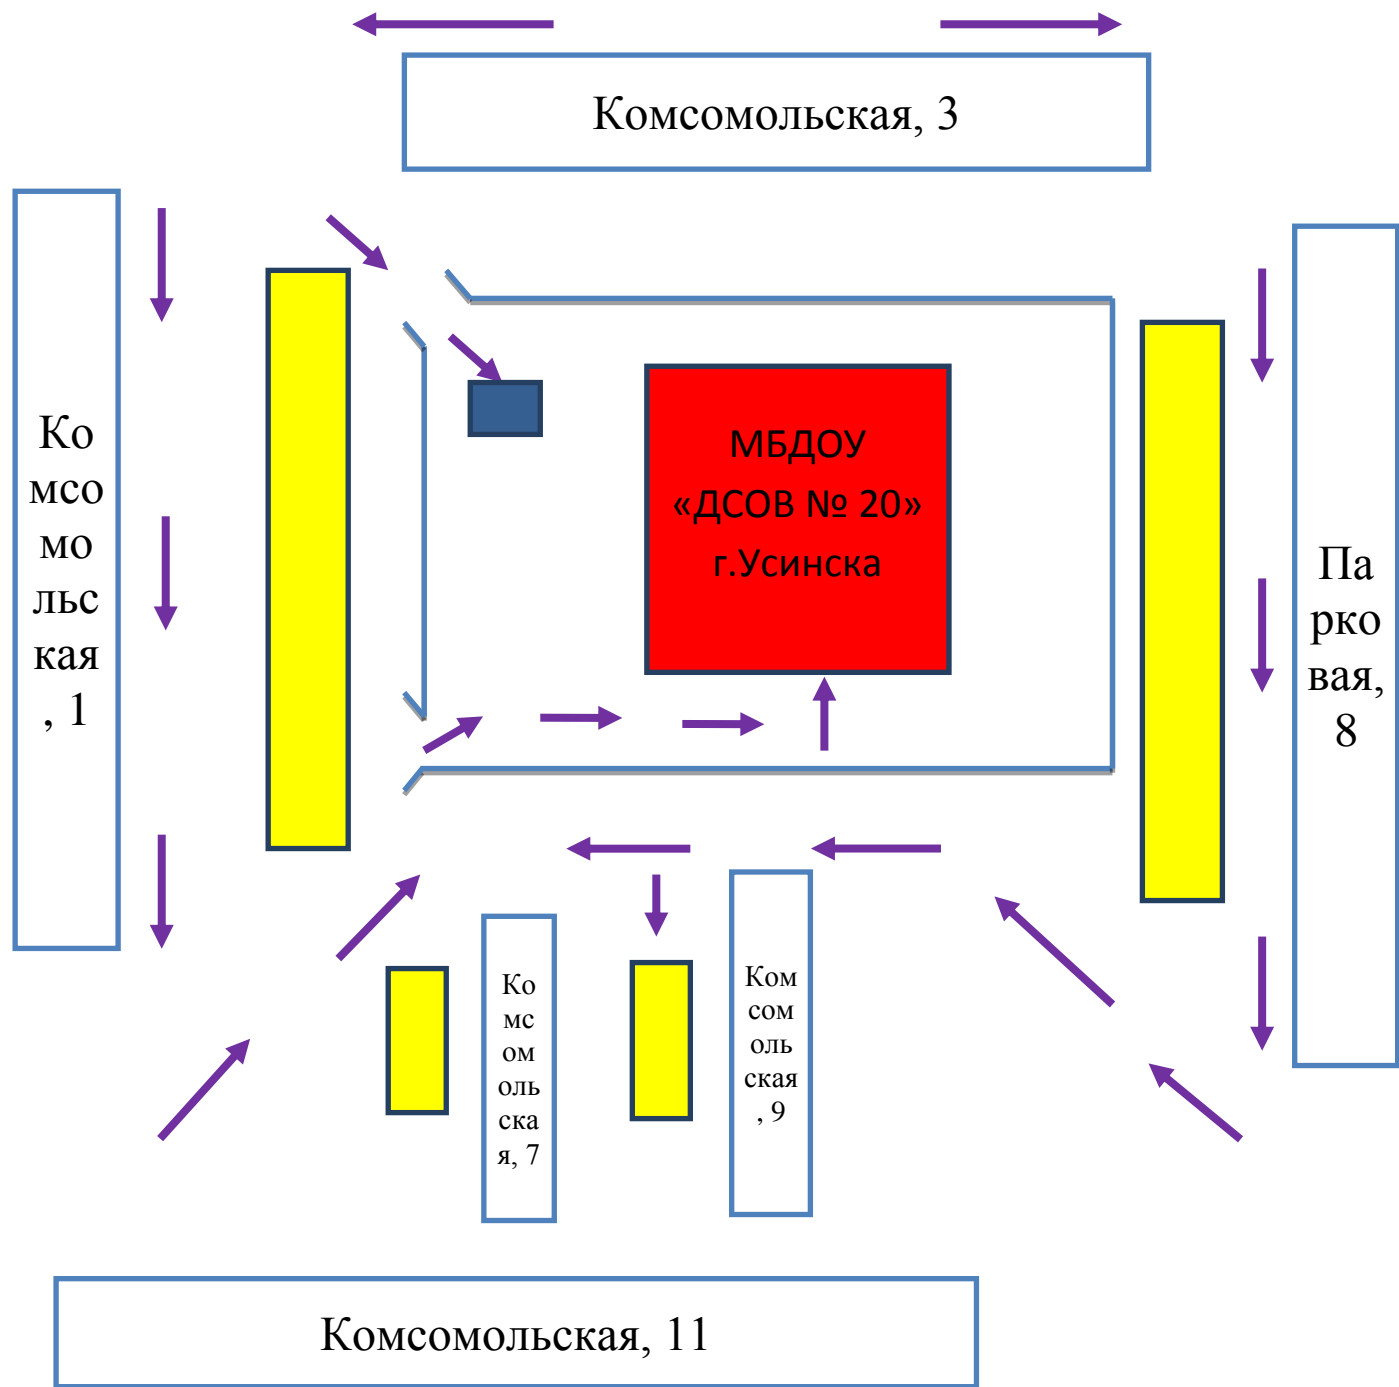 Комсомольская, 3
Ко
мсо
мо
льс
кая
, 1
МБДОУ
«ДСОВ № 20»
г.Усинска
Па
рко
вая,
8
Ко
мс
ом
оль
ска
я, 7
Ком
сом
оль
ская
, 9
Комсомольская, 11